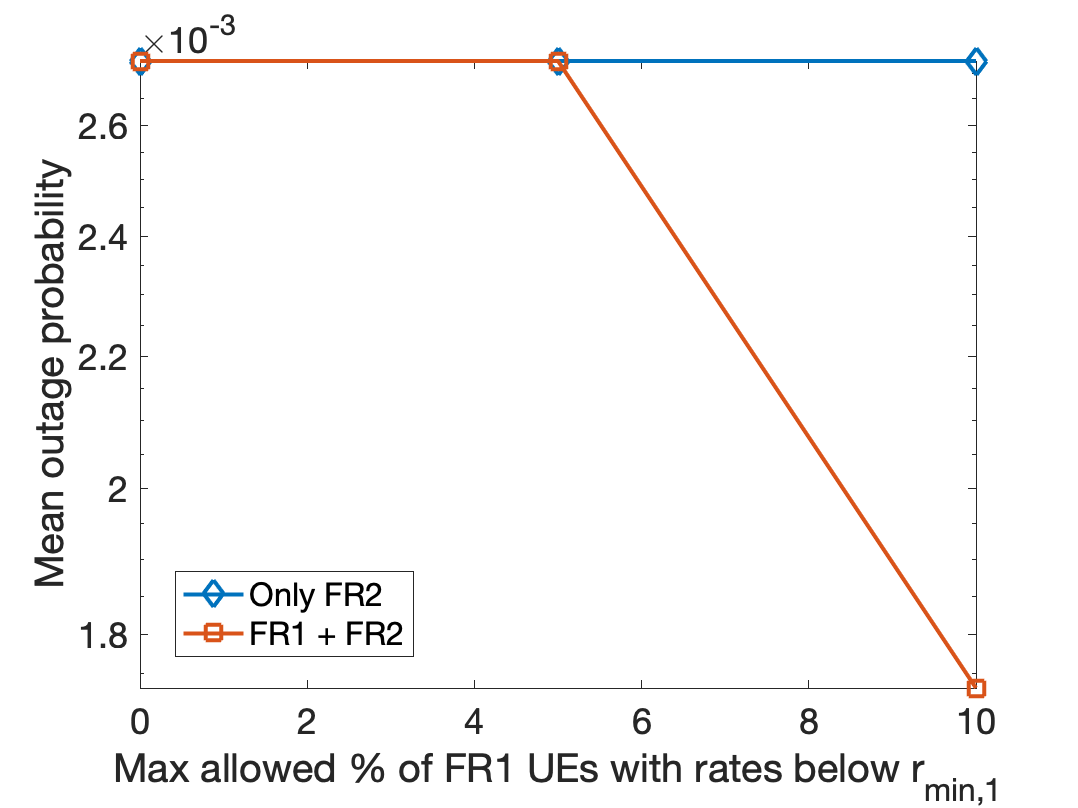 ×10⁻³
2.6
2.4
2.2
2
1.8
Mean outage probability
Only FR2
FR1 + FR2
0 2 4 6 8 10
Max allowed % of FR1 UEs with rates below r_min,1